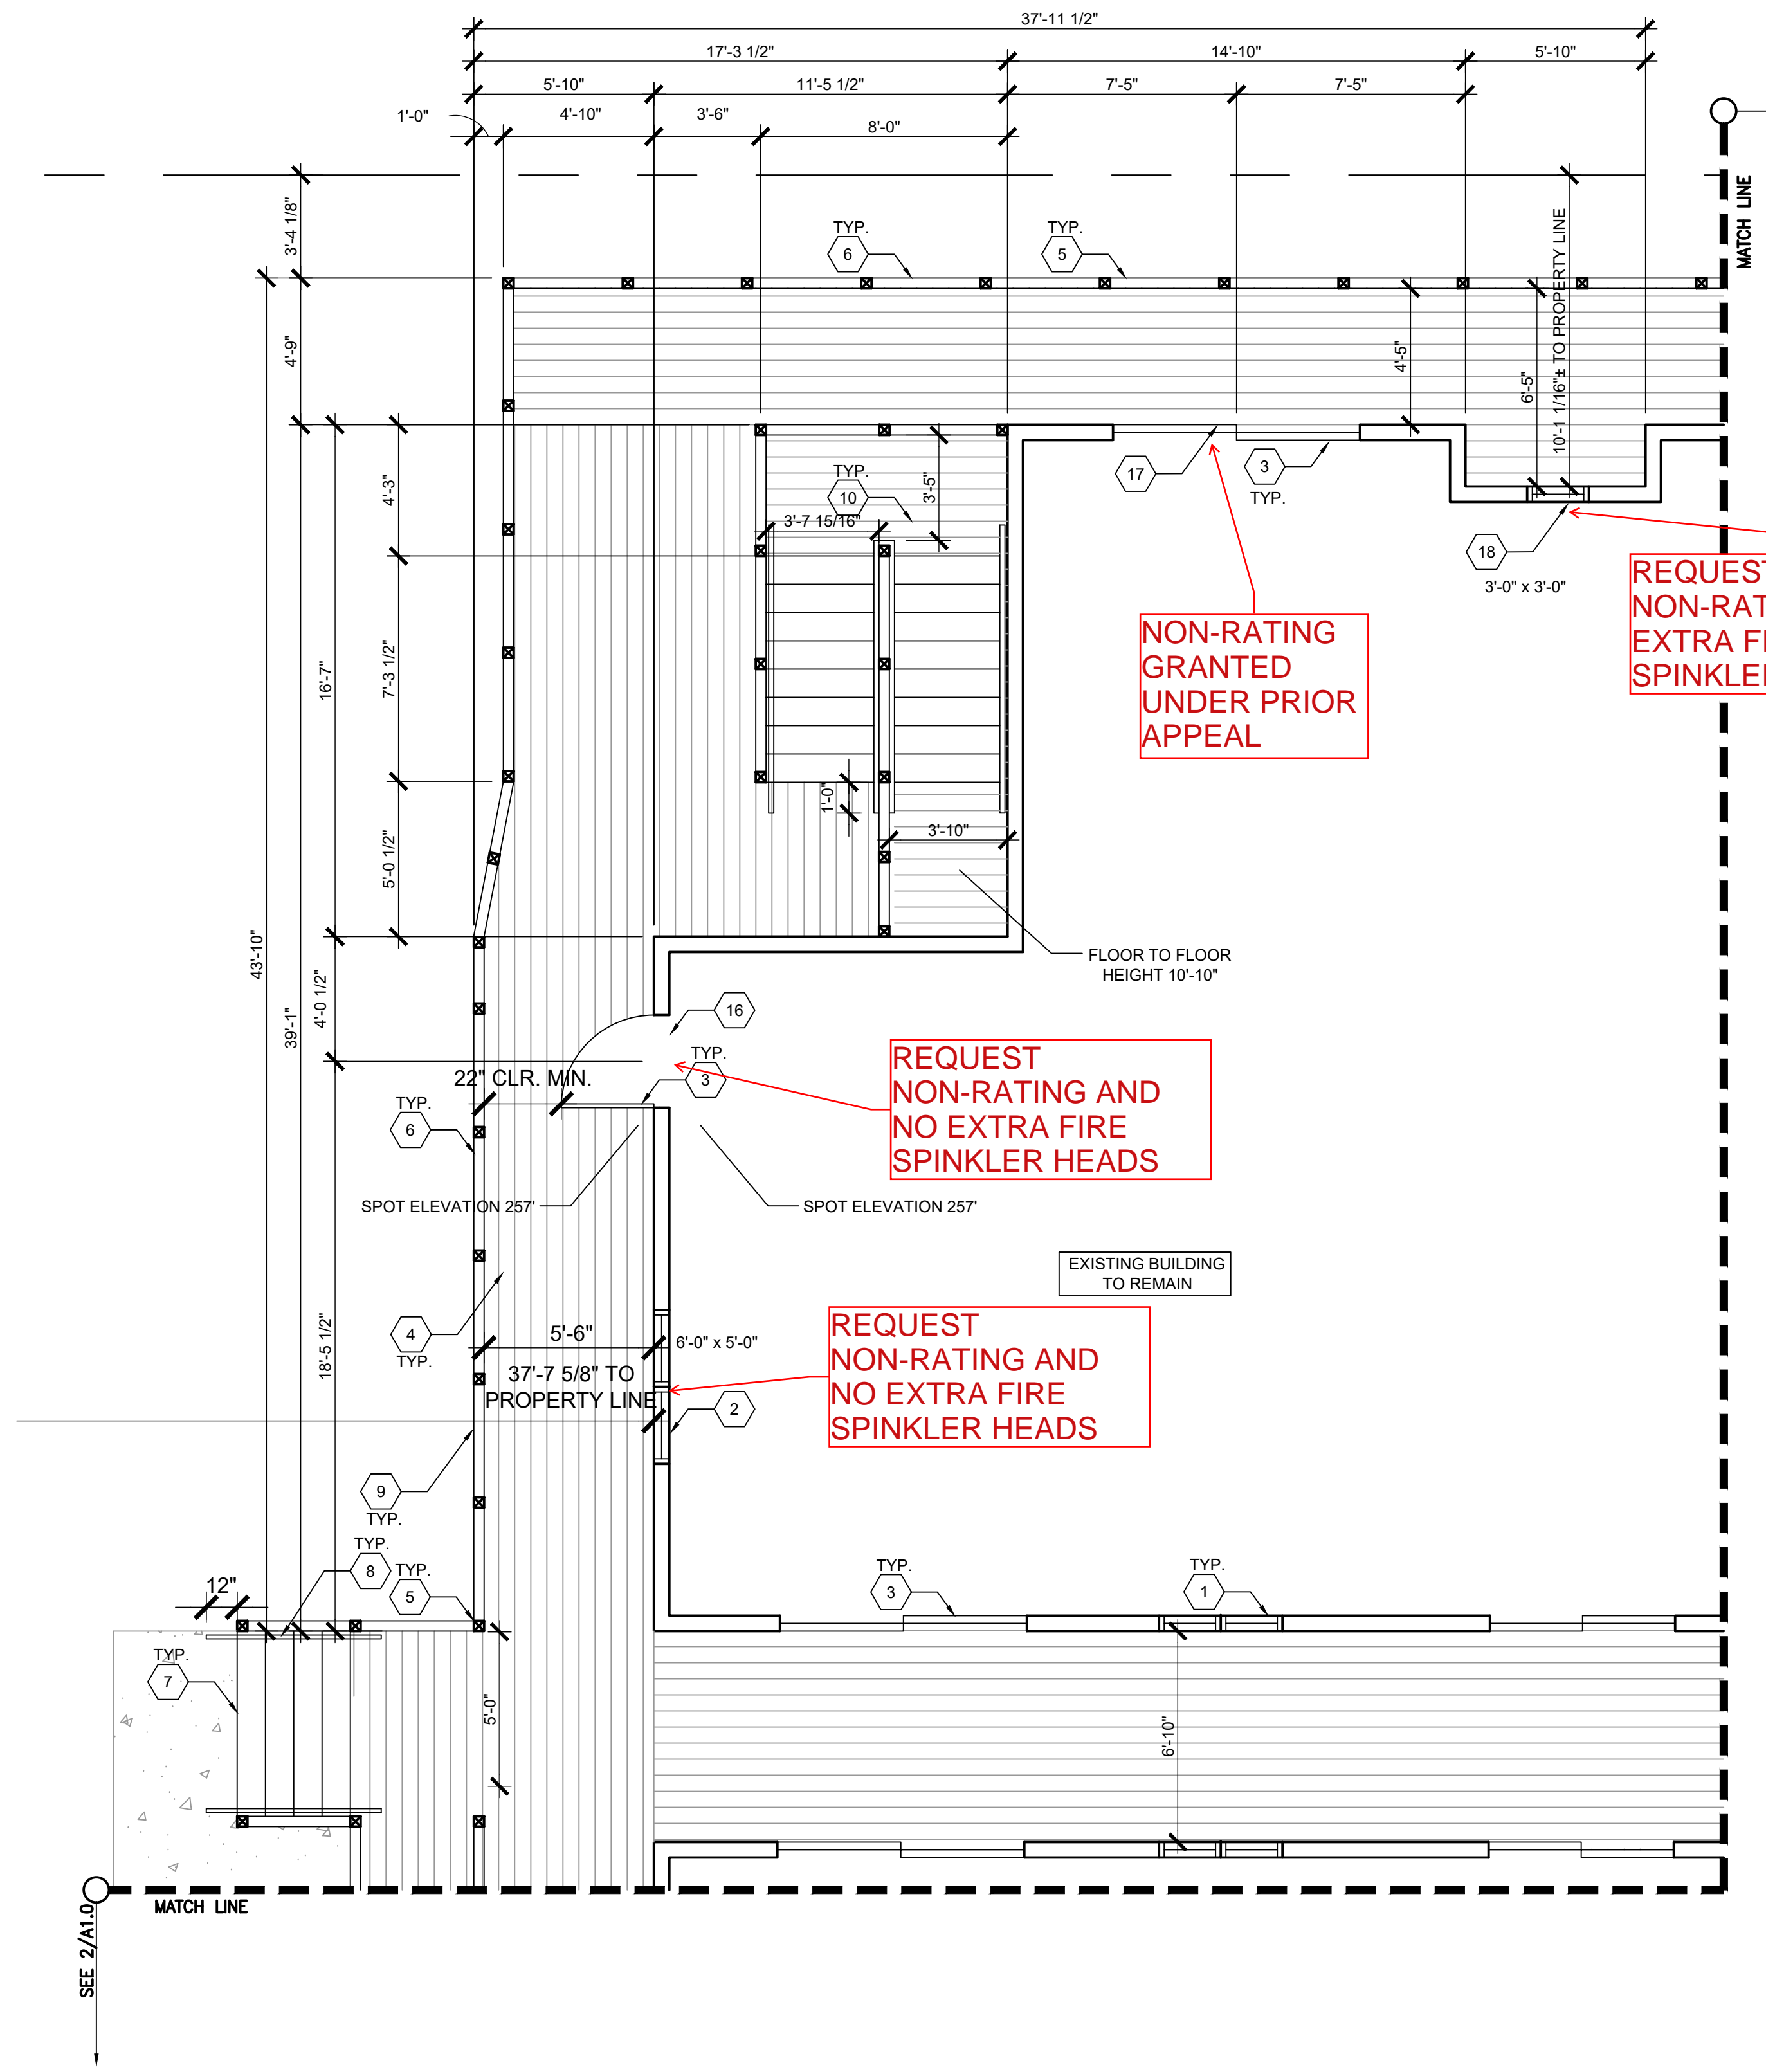 37'-11 1/2"
17'-3 1/2"
14'-10"
5'-10"
5'-10"
11'-5 1/2"
7'-5"
7'-5"
1'-0"
4'-10"
3'-6"
8'-0"
MATCH LINE
3'-4 1/8"
TYP.
6
TYP.
5
10'-1 1/16"± TO PROPERTY LINE
4'-9"
4'-5"
6'-5"
4'-3"
TYP.
10
3'-5"
3'-7 15/16"
17
3
TYP.
18
3'-0" x 3'-0"
REQUEST
NON-RAT
EXTRA FI
SPINKLER
NON-RATING
GRANTED
UNDER PRIOR
APPEAL
16'-7"
7'-3 1/2"
1'-0"
3'-10"
5'-0 1/2"
43'-10"
39'-1"
4'-0 1/2"
FLOOR TO FLOOR
HEIGHT 10'-10"
16
TYP.
3
22" CLR. MIN.
REQUEST
NON-RATING AND
NO EXTRA FIRE
SPINKLER HEADS
TYP.
6
SPOT ELEVATION 257'
SPOT ELEVATION 257'
EXISTING BUILDING
TO REMAIN
4
TYP.
18'-5 1/2"
5'-6"
6'-0" x 5'-0"
37'-7 5/8" TO
PROPERTY LINE
2
REQUEST
NON-RATING AND
NO EXTRA FIRE
SPINKLER HEADS
9
TYP.
TYP.
8
TYP.
5
12"
TYP.
3
TYP.
1
TYP.
7
5'-0"
6'-10"
MATCH LINE
SEE 2/A1.0